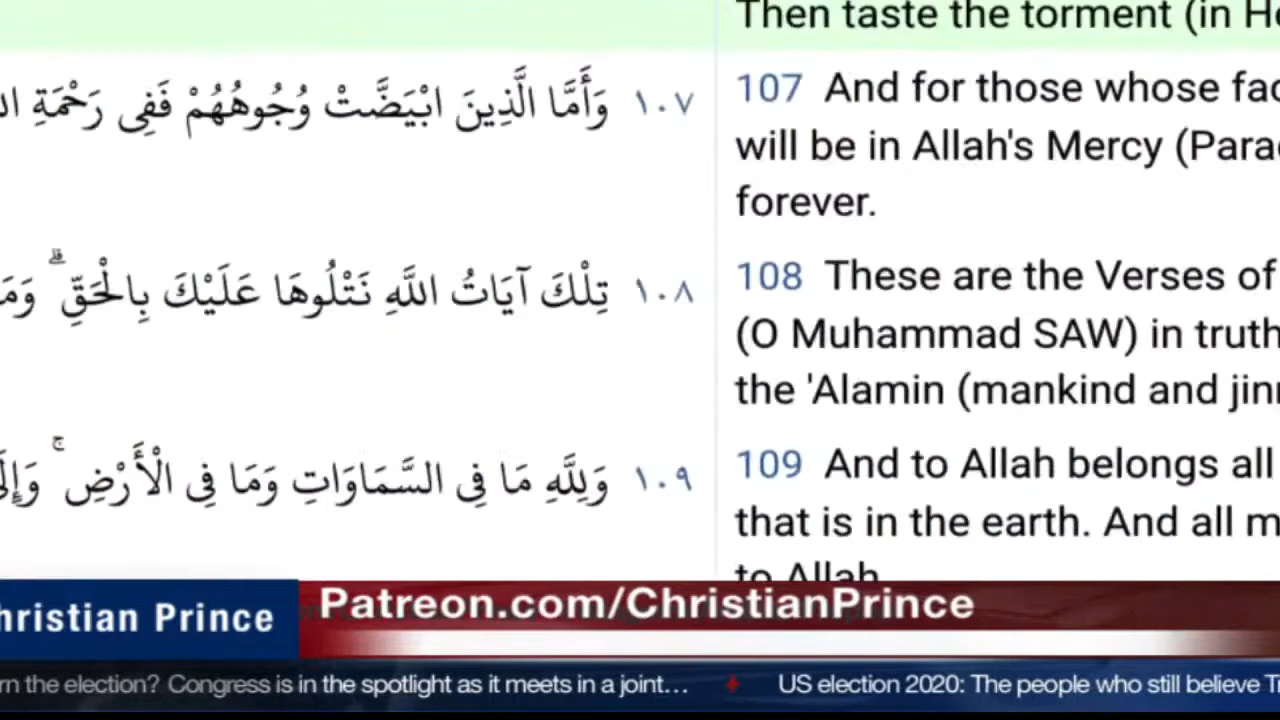 Then taste the torment (in
١٠٧ وَأَمَّا الَّذِينَ ابْيَضَّتْ وُجُوهُهُمْ فَفِي رَحْمَةِ
107 And for those whose
will be in Allah's Mercy
forever.
١٠٨ تِلْكَ آيَاتُ اللَّهِ نَتْلُوهَا عَلَيْكَ بِالْحَقِّ ۗ
108 These are the Verses of
(O Muhammad SAW) in truth
the 'Alamin (mankind and
١٠٩ وَلِلَّهِ مَا فِي السَّمَاوَاتِ وَمَا فِي الْأَرْضِ ۚ
109 And to Allah belongs all
that is in the earth. And all
to Allah
hristian Prince
Patreon.com/ChristianPrince
rn the election? Congress is in the spotlight as it meets in a joint... US election 2020: The people who still believe